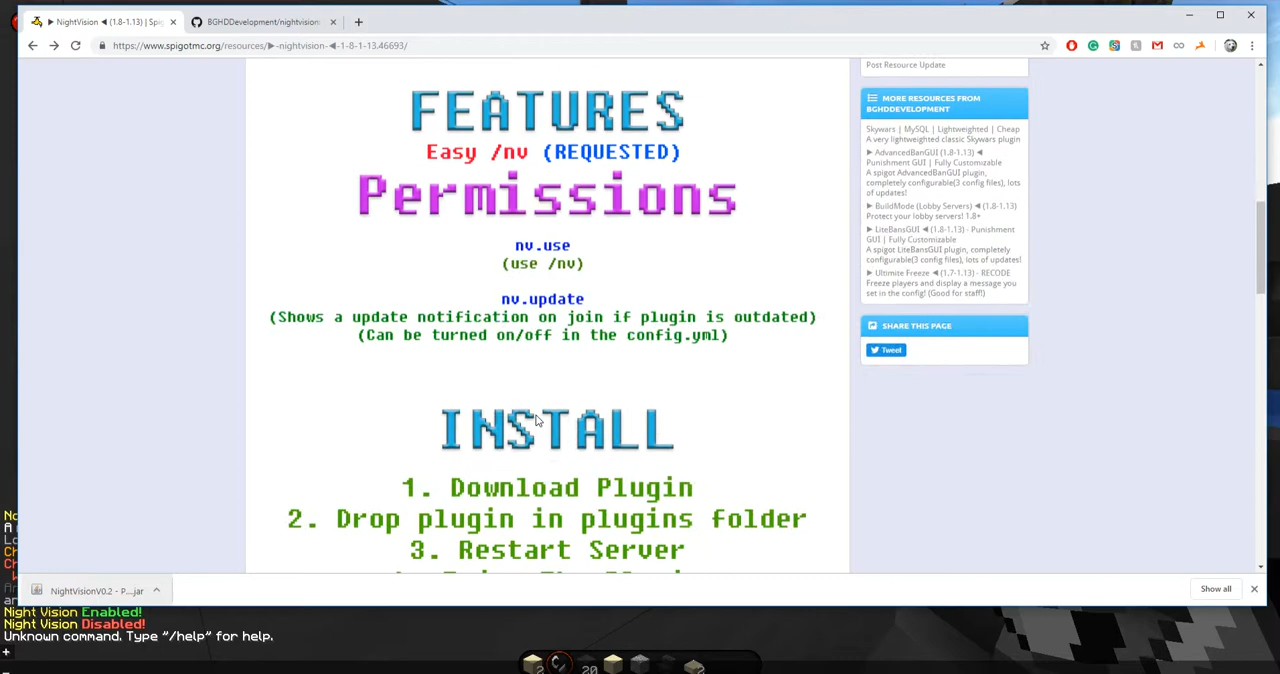 ▶ NightVision ◀ (1.8-1.13) | Spig
BGHDDevelopment/nightvision
https://www.spigotmc.org/resources/▶-nightvision-◀-1-8-1-13.46693/
Post Resource Update
FEATURES
Easy /nv (REQUESTED)
Permissions
nv.use
(use /nv)
nv.update
(Shows a update notification on join if plugin is outdated)
(Can be turned on/off in the config.yml)
INSTALL
1. Download Plugin
2. Drop plugin in plugins folder
3. Restart Server
MORE RESOURCES FROM
BGHDDEVELOPMENT
Skywars | MySQL | Lightweighted | Cheap
A very lightweighted classic Skywars plugin
▶ AdvancedBanGUI (1.8-1.13) ◀
Punishment GUI | Fully Customizable
A spigot AdvancedBanGUI plugin,
completely configurable(3 config files), lots
of updates!
▶ BuildMode (Lobby Servers) ◀ (1.8-1.13)
Protect your lobby servers! 1.8+
▶ LiteBansGUI ◀ (1.8-1.13) - Punishment
GUI | Fully Customizable
A spigot LiteBansGUI plugin, completely
configurable(3 config files), lots of updates!
▶ Ultimite Freeze ◀ (1.7-1.13) - RECODE
Freeze players and display a message you
set in the config! (Good for staff!)
SHARE THIS PAGE
Tweet
NightVisionV0.2 - P....jar
Show all
Night Vision Enabled!
Night Vision Disabled!
Unknown command. Type "/help" for help.
+
2
20
2